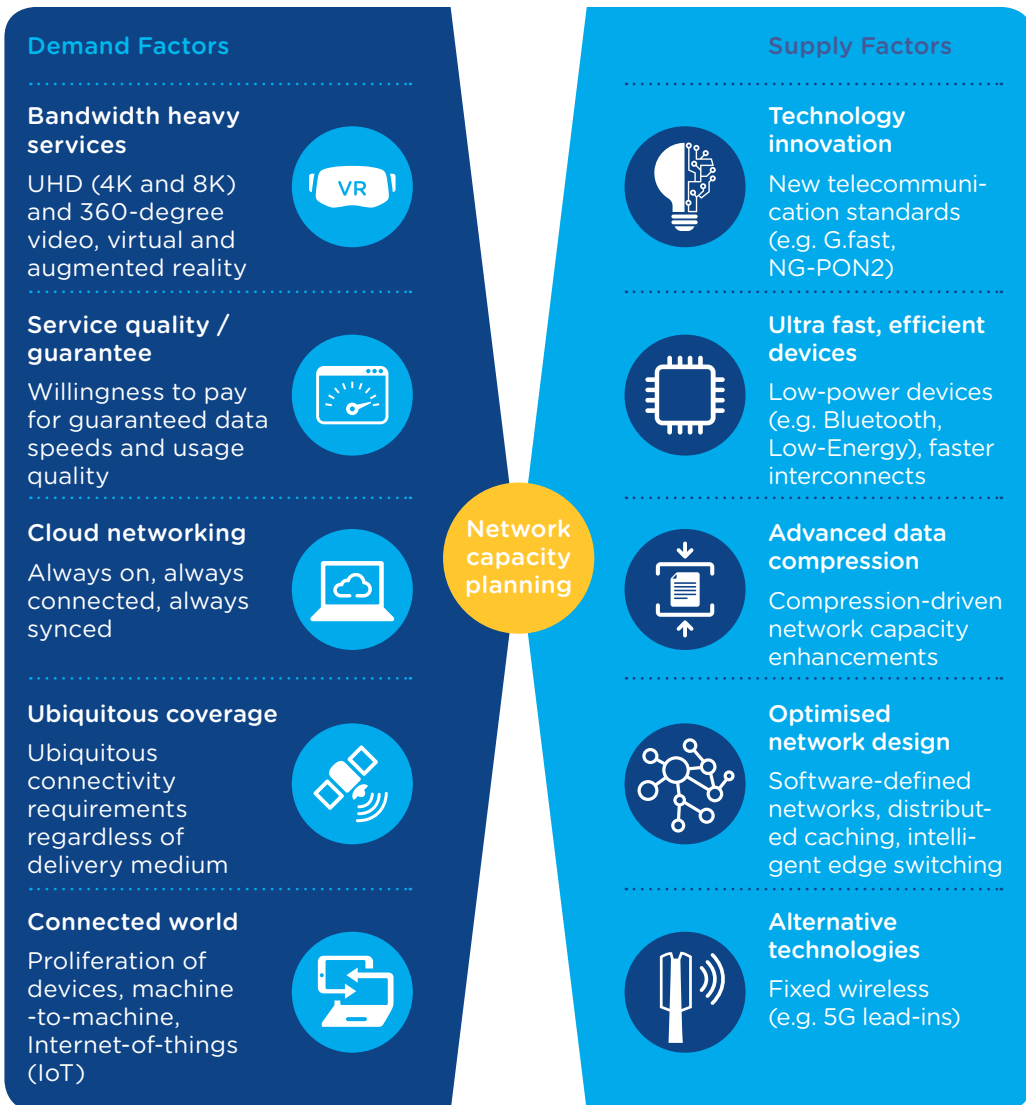 Demand Factors
Bandwidth heavy
services
UHD (4K and 8K)
and 360-degree
video, virtual and
augmented reality
VR
Service quality /
guarantee
Willingness to pay
for guaranteed data
speeds and usage
quality
Cloud networking
Always on, always
connected, always
synced
Ubiquitous coverage
Ubiquitous
connectivity
requirements
regardless of
delivery medium
Connected world
Proliferation of
devices, machine
-to-machine,
Internet-of-things
(IoT)
Network
capacity
planning
Supply Factors
Technology
innovation
New telecommuni-
cation standards
(e.g. G.fast,
NG-PON2)
Ultra fast, efficient
devices
Low-power devices
(e.g. Bluetooth,
Low-Energy), faster
interconnects
Advanced data
compression
Compression-driven
network capacity
enhancements
Optimised
network design
Software-defined
networks, distribut-
ed caching, intelli-
gent edge switching
Alternative
technologies
Fixed wireless
(e.g. 5G lead-ins)